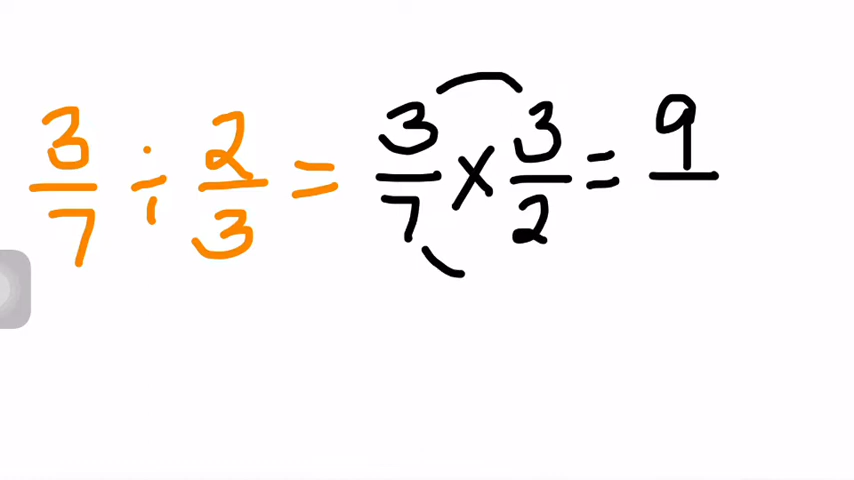 3/7 ÷ 2/3 = 3/7 × 3/2 = 9/